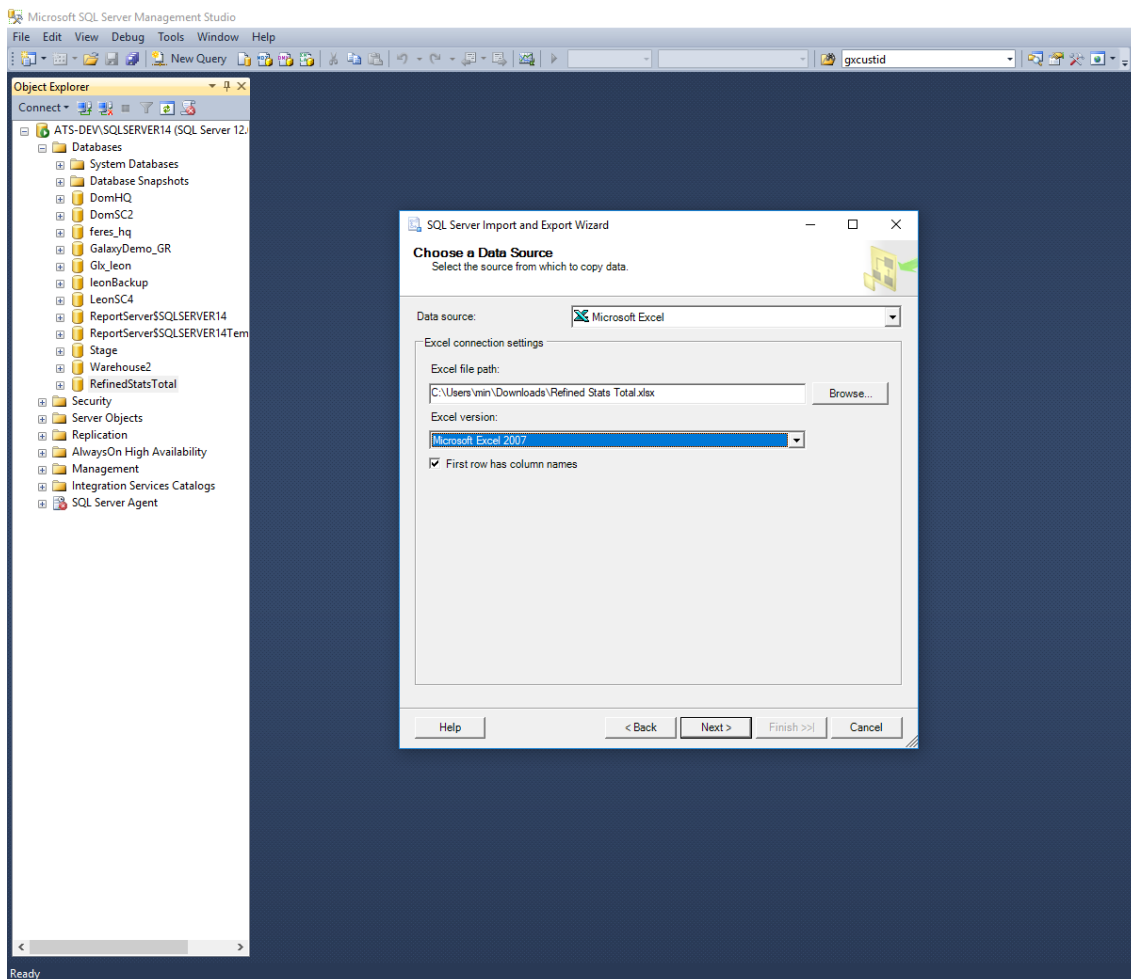 Microsoft SQL Server Management Studio
File Edit View Debug Tools Window Help
New Query gxcustid
Object Explorer
Connect
ATS-DEV\SQLSERVER14 (SQL Server 12.
Databases
System Databases
Database Snapshots
DomHQ
DomSC2
feres_hq
GalaxyDemo_GR
Glx_leon
leonBackup
LeonSC4
ReportServer$SQLSERVER14
ReportServer$SQLSERVER14Tem
Stage
Warehouse2
RefinedStatsTotal
Security
Server Objects
Replication
AlwaysOn High Availability
Management
Integration Services Catalogs
SQL Server Agent
SQL Server Import and Export Wizard
Choose a Data Source
Select the source from which to copy data.
Data source: Microsoft Excel
Excel connection settings
Excel file path:
C:\Users\min\Downloads\Refined Stats Total.xlsx Browse...
Excel version:
Microsoft Excel 2007
First row has column names
Help < Back Next > Finish >>| Cancel
Ready